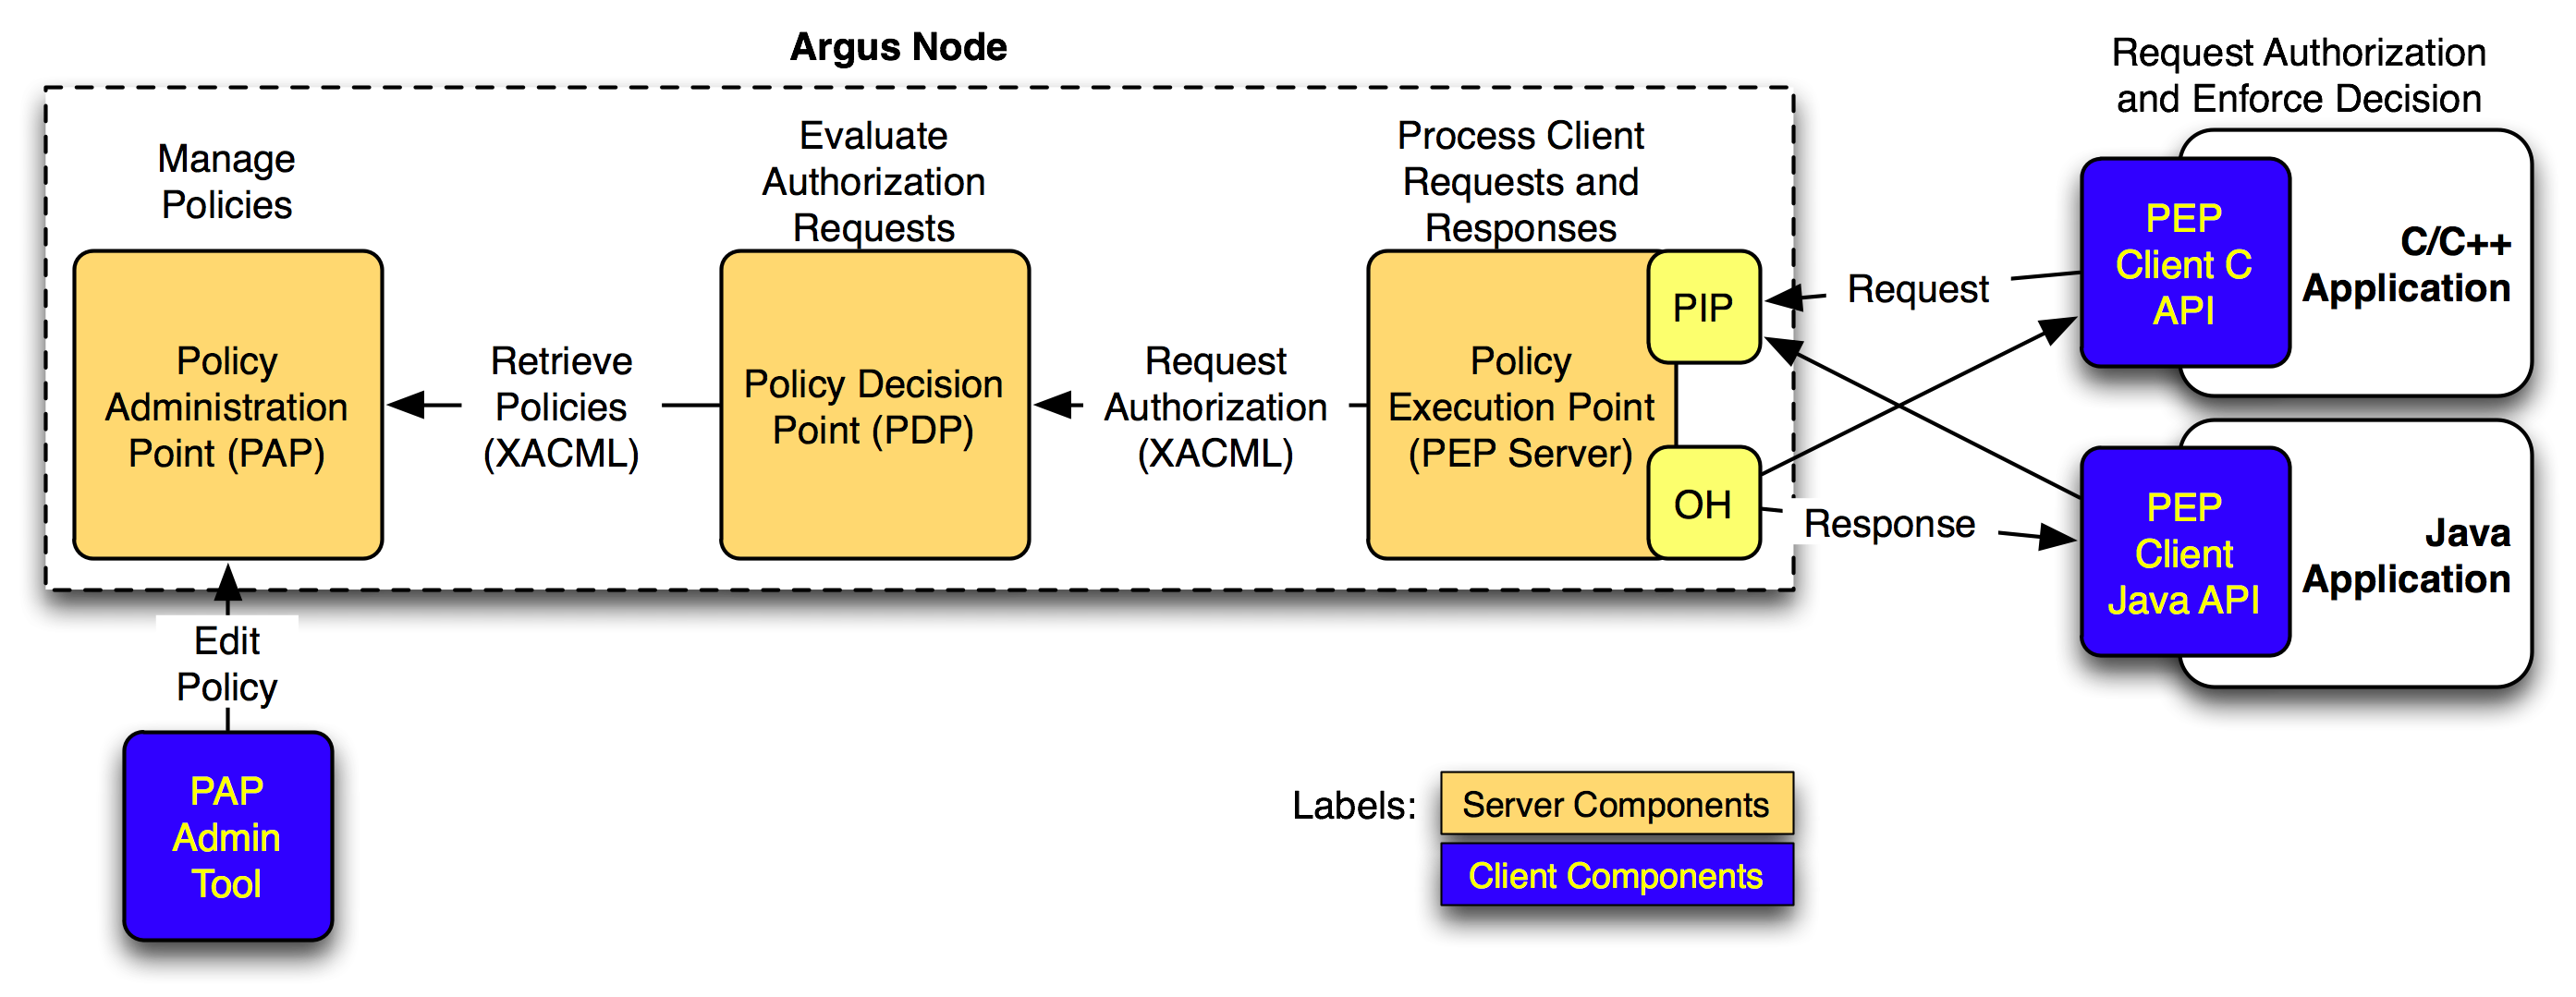 Argus Node
Request Authorization
and Enforce Decision
Manage
Policies
Evaluate
Authorization
Requests
Process Client
Requests and
Responses
Policy
Administration
Point (PAP)
Retrieve
Policies
(XACML)
Policy Decision
Point (PDP)
Request
Authorization
(XACML)
Policy
Execution Point
(PEP Server)
PIP
OH
Request
Response
PEP
Client C
API
C/C++
Application
PEP
Client
Java API
Java
Application
Edit
Policy
PAP
Admin
Tool
Labels:
Server Components
Client Components